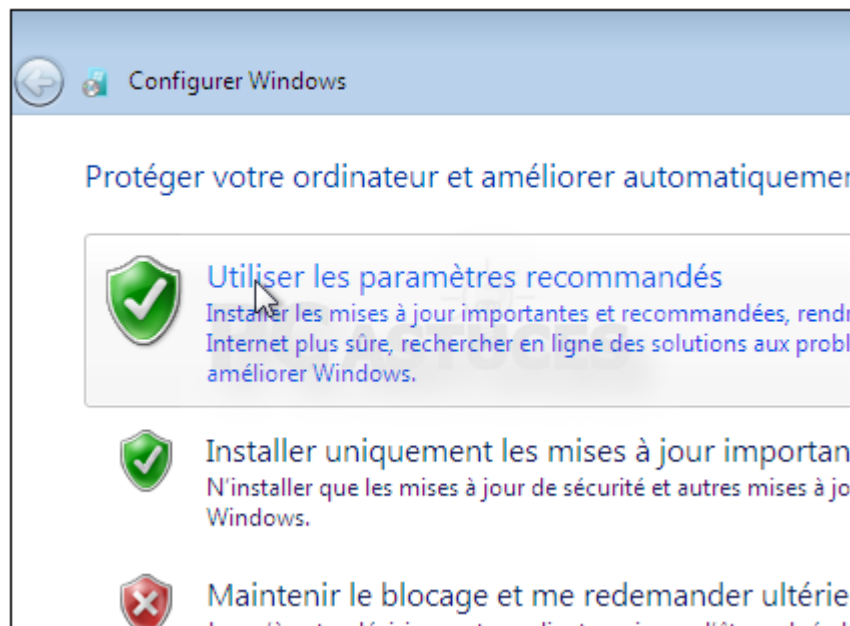 Configurer Windows
Protéger votre ordinateur et améliorer automatiquemen
Utiliser les paramètres recommandés
Installer les mises à jour importantes et recommandées, rendr
Internet plus sûre, rechercher en ligne des solutions aux probl
améliorer Windows.
PC ASTUCES
Installer uniquement les mises à jour importan
N'installer que les mises à jour de sécurité et autres mises à jo
Windows.
Maintenir le blocage et me redemander ultérie